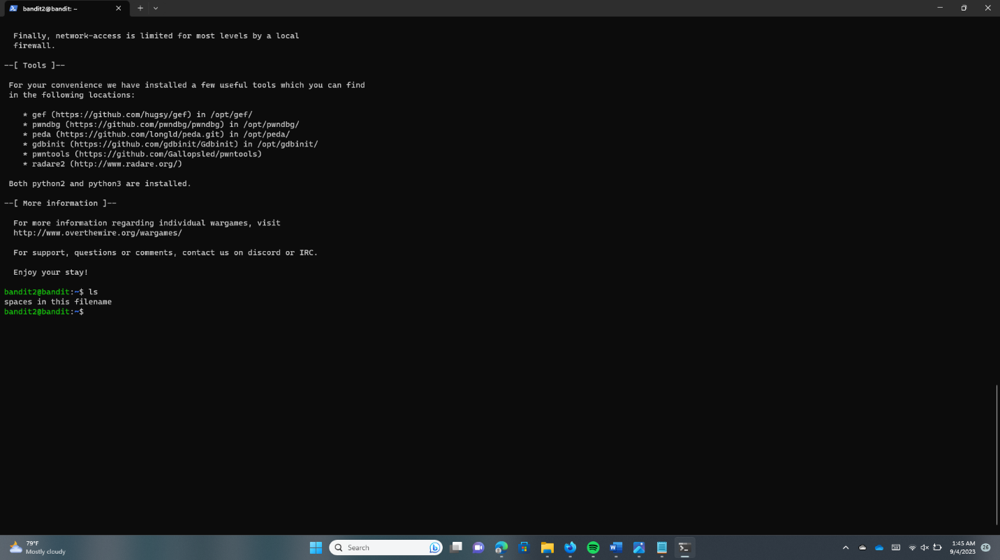 bandit2@bandit: ~
Finally, network-access is limited for most levels by a local
firewall.
--[ Tools ]--
For your convenience we have installed a few useful tools which you can find
in the following locations:
* gef (https://github.com/hugsy/gef) in /opt/gef/
* pwndbg (https://github.com/pwndbg/pwndbg) in /opt/pwndbg/
* peda (https://github.com/longld/peda.git) in /opt/peda/
* gdbinit (https://github.com/gdbinit/Gdbinit) in /opt/gdbinit/
* pwntools (https://github.com/Gallopsled/pwntools)
* radare2 (http://www.radare.org/)
Both python2 and python3 are installed.
--[ More information ]--
For more information regarding individual wargames, visit
http://www.overthewire.org/wargames/
For support, questions or comments, contact us on discord or IRC.
Enjoy your stay!
bandit2@bandit:~$ ls
spaces in this filename
bandit2@bandit:~$
79°F
Mostly cloudy
Search
1:45 AM
9/4/2023
26